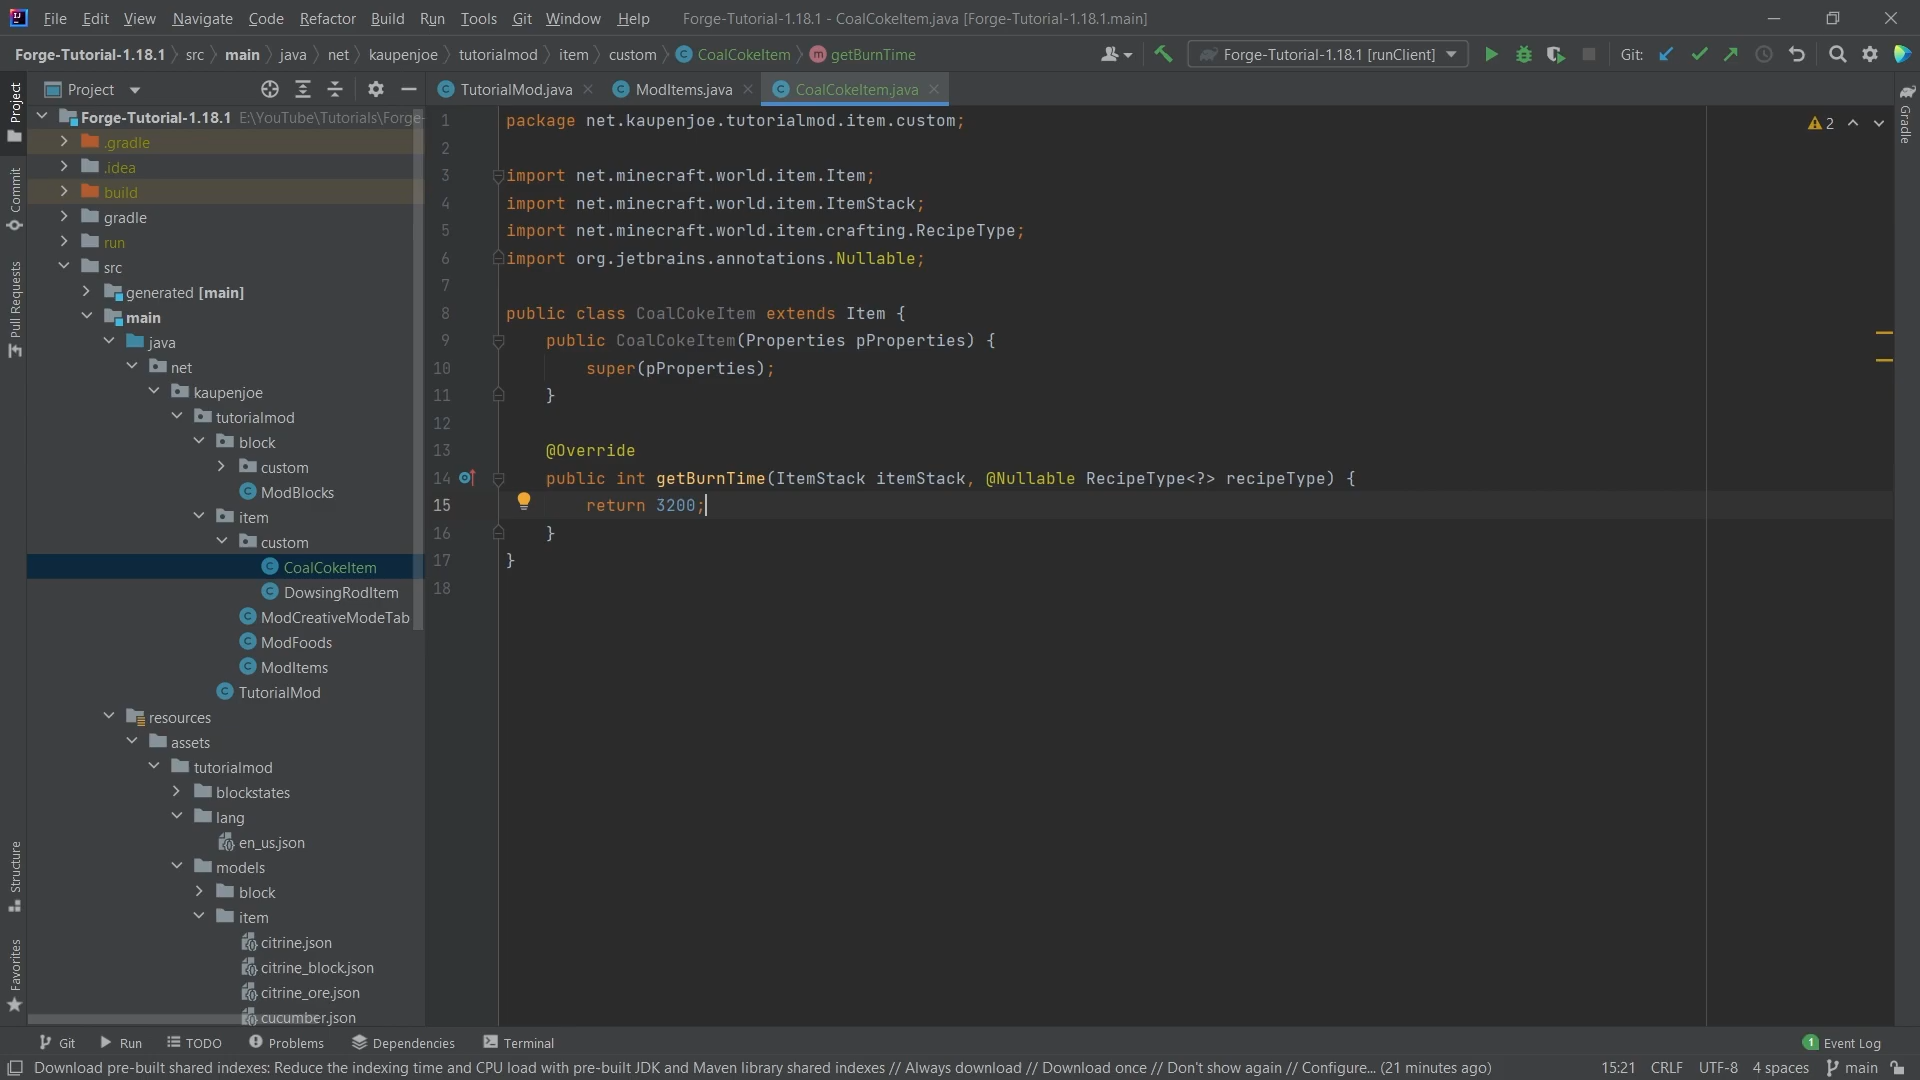 File Edit View Navigate Code Refactor Build Run Tools Git Window Help Forge-Tutorial-1.18.1 - CoalCokeItem.java [Forge-Tutorial-1.18.1.main]
Forge-Tutorial-1.18.1 src main java net kaupenjoe tutorialmod item custom CoalCokeItem getBurnTime Forge-Tutorial-1.18.1 [runClient] Git:
Project TutorialMod.java ModItems.java CoalCokeItem.java
Project
Commit
Pull Requests
Structure
Favorites
Forge-Tutorial-1.18.1 E:\YouTube\Tutorials\Forge-
.gradle
.idea
build
gradle
run
src
generated [main]
main
java
net
kaupenjoe
tutorialmod
block
custom
ModBlocks
item
custom
CoalCokeItem
DowsingRodItem
ModCreativeModeTab
ModFoods
ModItems
TutorialMod
resources
assets
tutorialmod
blockstates
lang
en_us.json
models
block
item
citrine.json
citrine_block.json
citrine_ore.json
cucumber.json
1 package net.kaupenjoe.tutorialmod.item.custom;
2
3 import net.minecraft.world.item.Item;
4 import net.minecraft.world.item.ItemStack;
5 import net.minecraft.world.item.crafting.RecipeType;
6 import org.jetbrains.annotations.Nullable;
7
8 public class CoalCokeItem extends Item {
9 public CoalCokeItem(Properties pProperties) {
10 super(pProperties);
11 }
12
13 @Override
14 public int getBurnTime(ItemStack itemStack, @Nullable RecipeType<?> recipeType) {
15 return 3200;
16 }
17 }
18
2
Gradle
Git Run TODO Problems Dependencies Terminal 1 Event Log
Download pre-built shared indexes: Reduce the indexing time and CPU load with pre-built JDK and Maven library shared indexes // Always download // Download once // Don't show again // Configure... (21 minutes ago) 15:21 CRLF UTF-8 4 spaces main